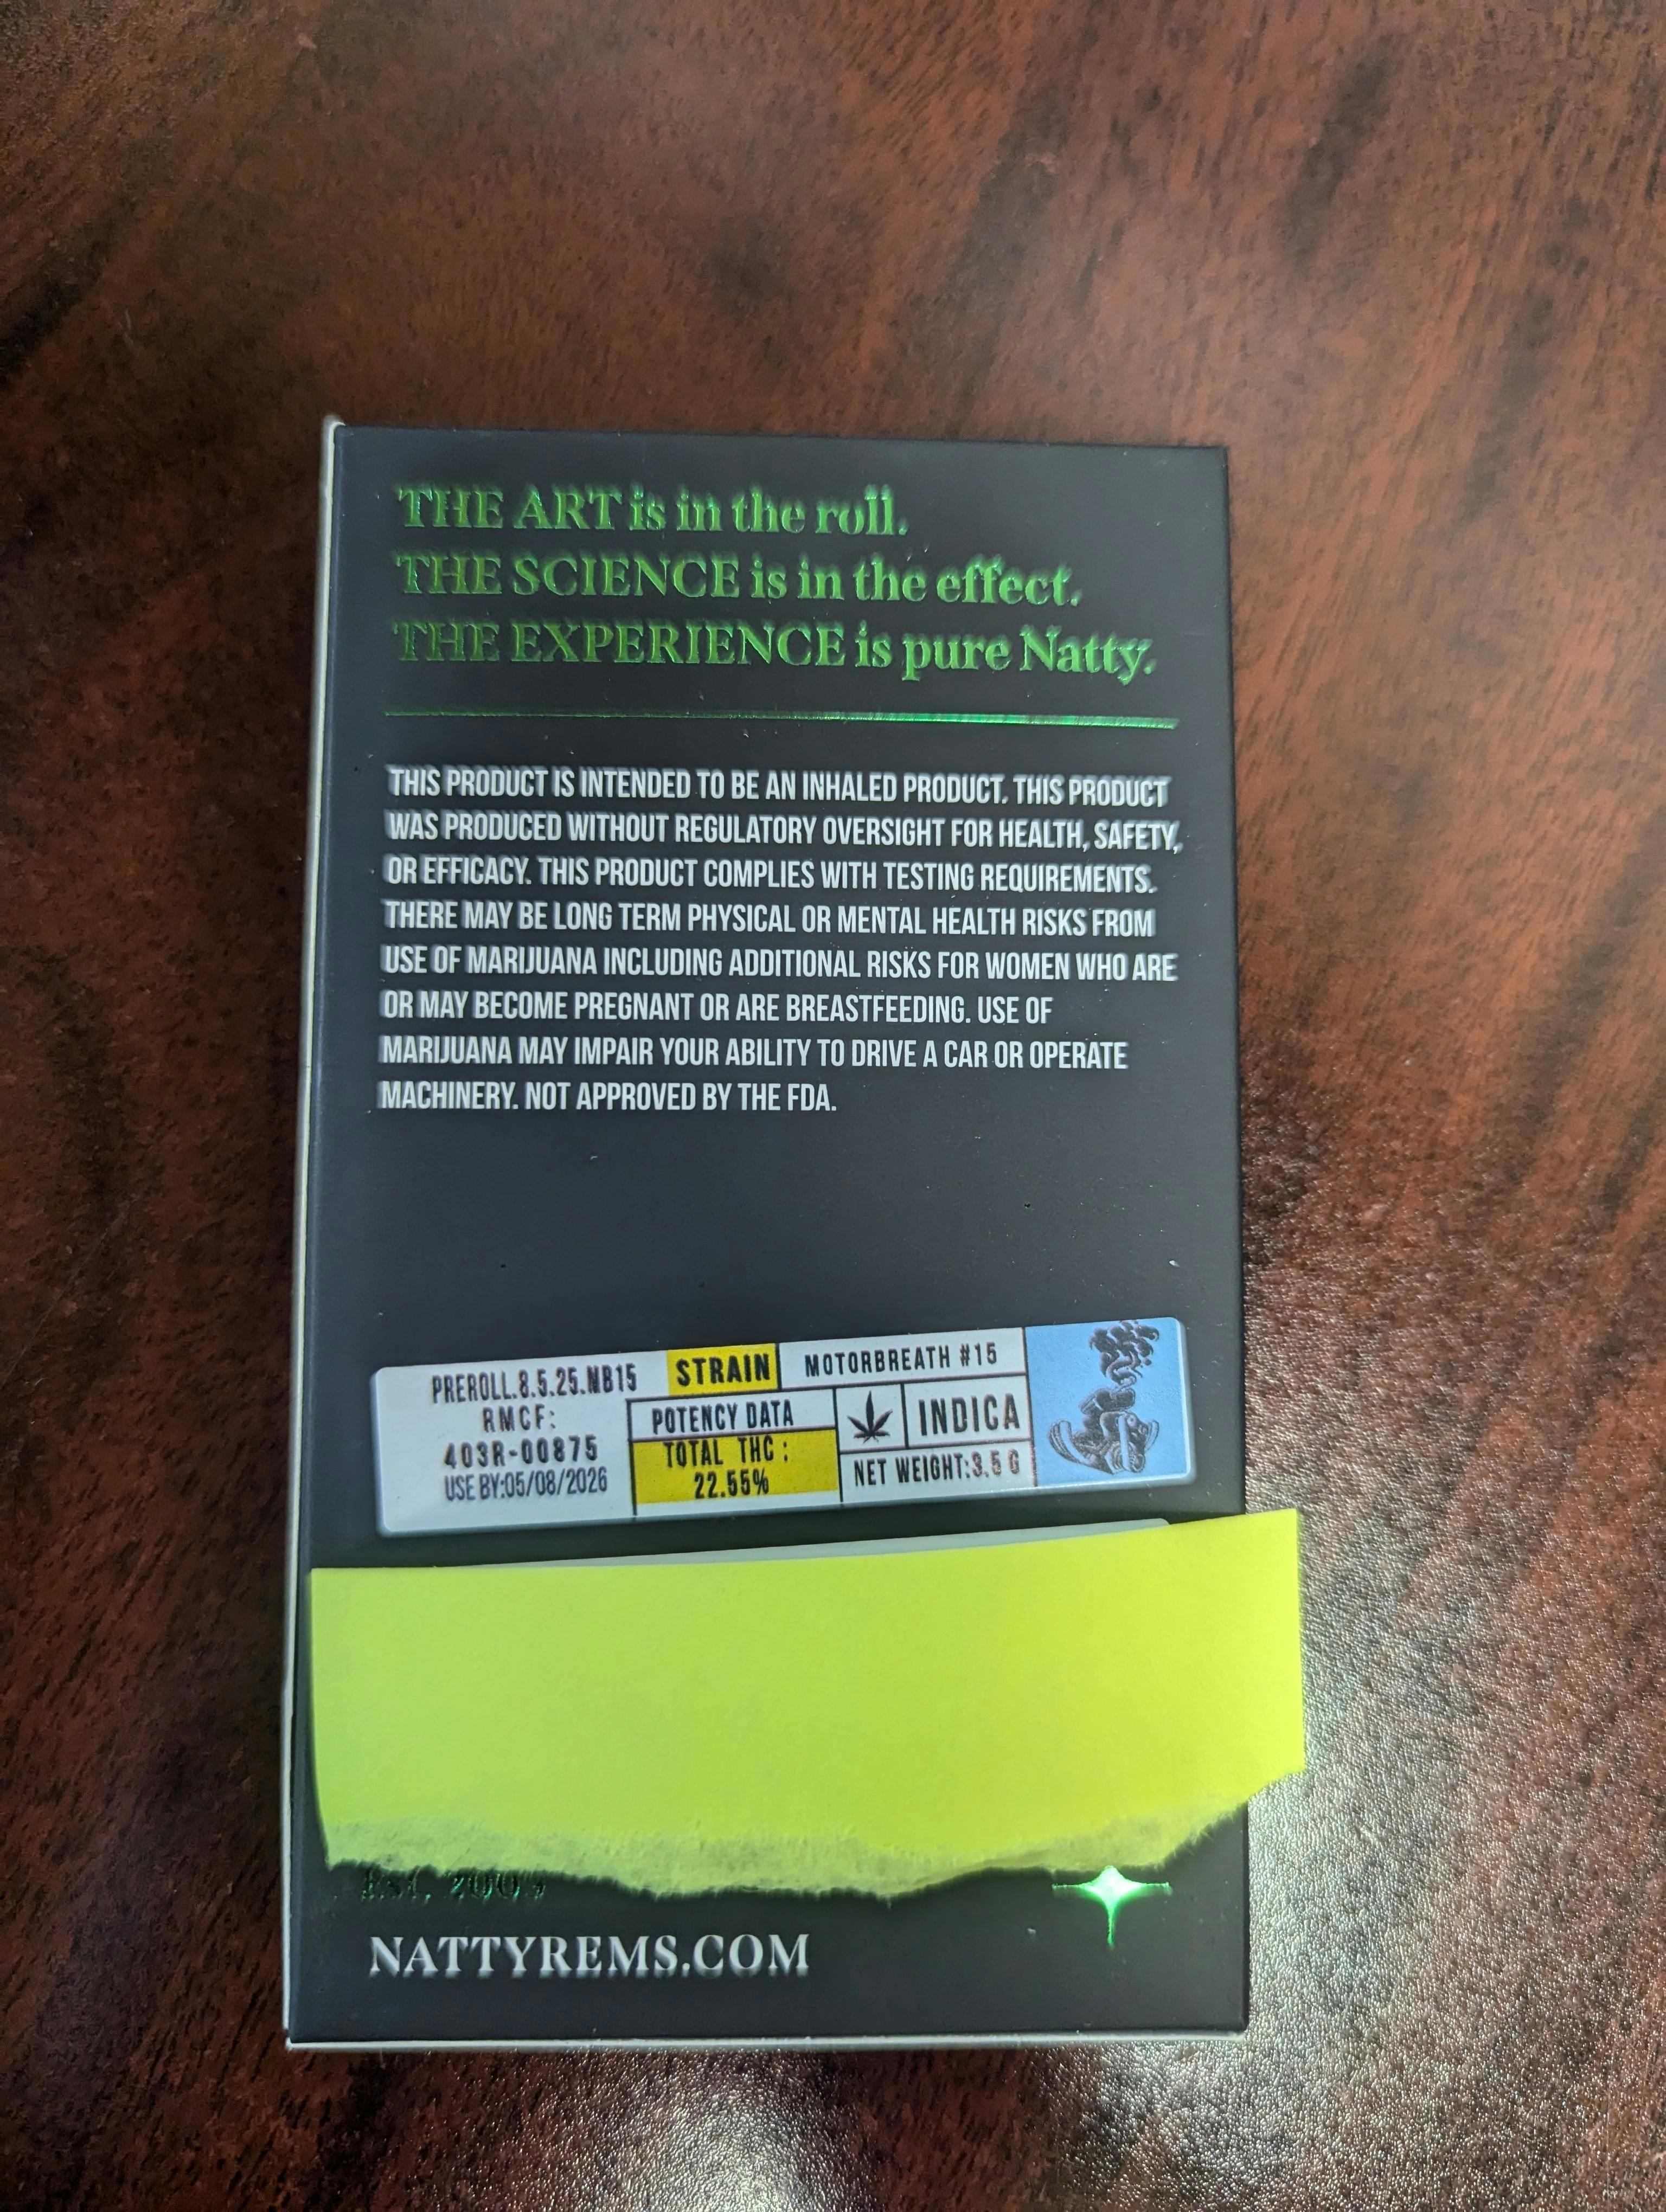 THE ART is in the roll.
THE SCIENCE is in the effect.
THE EXPERIENCE is pure Natty.
THIS PRODUCT IS INTENDED TO BE AN INHALED PRODUCT. THIS PRODUCT
WAS PRODUCED WITHOUT REGULATORY OVERSIGHT FOR HEALTH, SAFETY,
OR EFFICACY. THIS PRODUCT COMPLIES WITH TESTING REQUIREMENTS.
THERE MAY BE LONG TERM PHYSICAL OR MENTAL HEALTH RISKS FROM
USE OF MARIJUANA INCLUDING ADDITIONAL RISKS FOR WOMEN WHO ARE
OR MAY BECOME PREGNANT OR ARE BREASTFEEDING. USE OF
MARIJUANA MAY IMPAIR YOUR ABILITY TO DRIVE A CAR OR OPERATE
MACHINERY. NOT APPROVED BY THE FDA.
PREROLL.8.5.25.MB15
RMCF:
403R-00875
USE BY:05/08/2026
STRAIN
MOTORBREATH #15
POTENCY DATA
TOTAL THC :
22.55%
INDICA
NET WEIGHT:3.5 G
Est.
NATTYREMS.COM